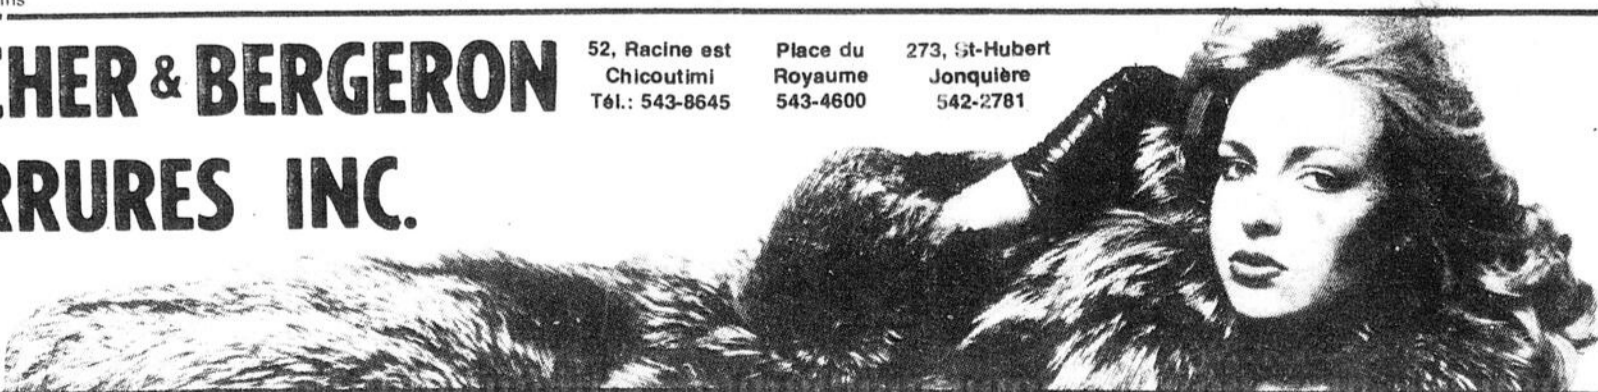 CHER & BERGERON
RRURES INC.
52, Racine est
Chicoutimi
Tél.: 543-8645
Place du
Royaume
543-4600
273, St-Hubert
Jonquière
542-2781